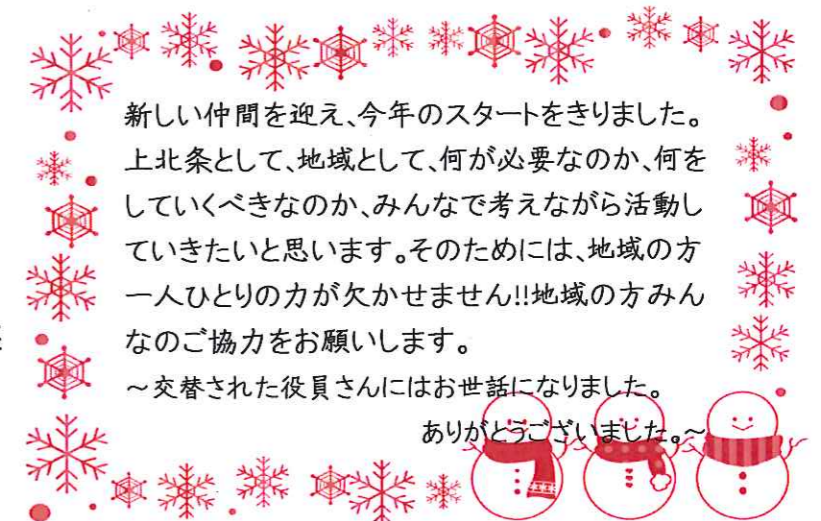 新しい仲間を迎え、今年のスタートをきりました。
上北条として、地域として、何が必要なのか、何を
していくべきなのか、みんなで考えながら活動し
ていきたいと思います。そのためには、地域の方
一人ひとりの力が欠かせません!!地域の方みん
なのご協力をお願いします。
～交替された役員さんにはお世話になりました。
ありがとうございました。～